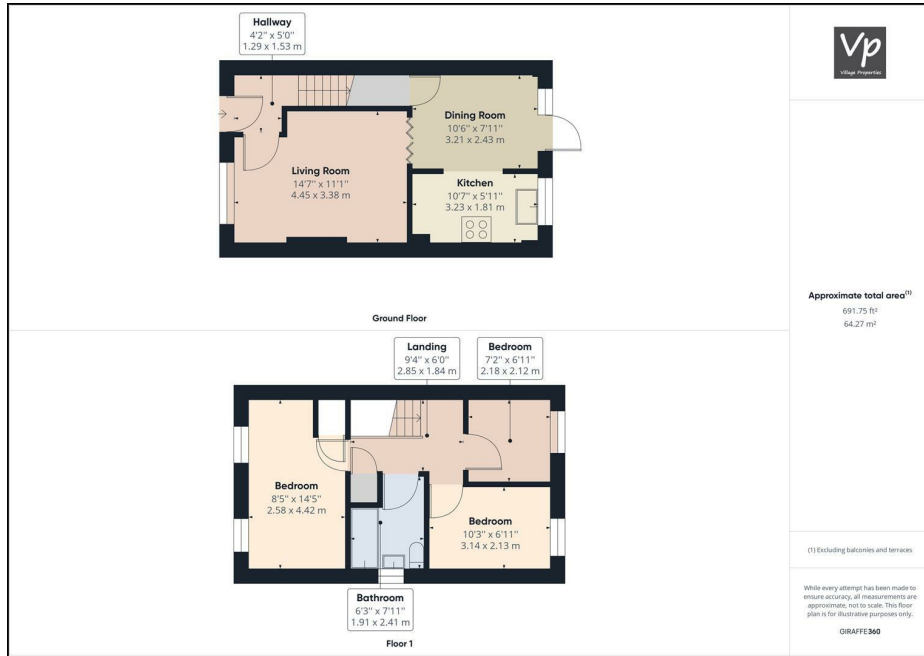 Hallway
4'2" x 5'0"
1.29 x 1.53 m
Dining Room
10'6" x 7'11"
3.21 x 2.43 m
Living Room
14'7" x 11'1"
4.45 x 3.38 m
Kitchen
10'7" x 5'11"
3.23 x 1.81 m
Ground Floor
Landing
9'4" x 6'0"
2.85 x 1.84 m
Bedroom
7'2" x 6'11"
2.18 x 2.12 m
Bedroom
8'5" x 14'5"
2.58 x 4.42 m
Bedroom
10'3" x 6'11"
3.14 x 2.13 m
Bathroom
6'3" x 7'11"
1.91 x 2.41 m
Floor 1
Vp
Village Properties
Approximate total area(1)
691.75 ft²
64.27 m²
(1) Excluding balconies and terraces
While every attempt has been made to
ensure accuracy, all measurements are
approximate, not to scale. This floor
plan is for illustrative purposes only.
GIRAFFE360